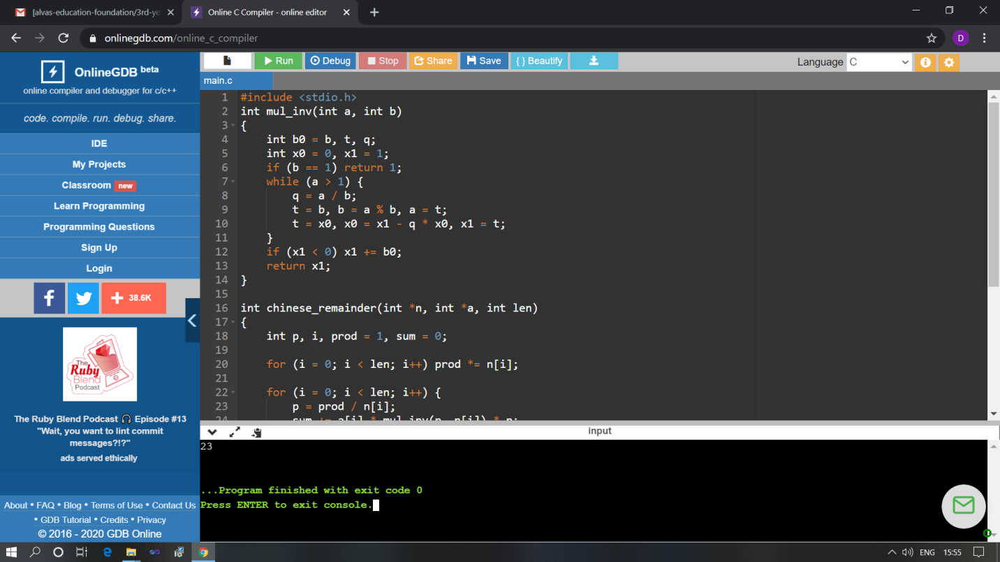 [alvas-education-foundation/3rd-ye
Online C Compiler - online editor
onlinegdb.com/online_c_compiler
D
OnlineGDB beta
online compiler and debugger for c/c++
code. compile. run. debug. share.
IDE
My Projects
Classroom new
Learn Programming
Programming Questions
Sign Up
Login
38.6K
The
Ruby
Blend
Podcast
The Ruby Blend Podcast 🎧 Episode #13
"Wait, you want to lint commit
messages?!?"
ads served ethically
About • FAQ • Blog • Terms of Use • Contact Us
• GDB Tutorial • Credits • Privacy
© 2016 - 2020 GDB Online
Run Debug Stop Share Save { } Beautify
Language C
main.c
1 #include <stdio.h>
2 int mul_inv(int a, int b)
3 {
4 int b0 = b, t, q;
5 int x0 = 0, x1 = 1;
6 if (b == 1) return 1;
7 while (a > 1) {
8 q = a / b;
9 t = b, b = a % b, a = t;
10 t = x0, x0 = x1 - q * x0, x1 = t;
11 }
12 if (x1 < 0) x1 += b0;
13 return x1;
14 }
15
16 int chinese_remainder(int *n, int *a, int len)
17 {
18 int p, i, prod = 1, sum = 0;
19
20 for (i = 0; i < len; i++) prod *= n[i];
21
22 for (i = 0; i < len; i++) {
23 p = prod / n[i];
24 sum += a[i] * mul_inv(p, n[i]) * p;
input
23
...Program finished with exit code 0
Press ENTER to exit console.
ENG 15:55